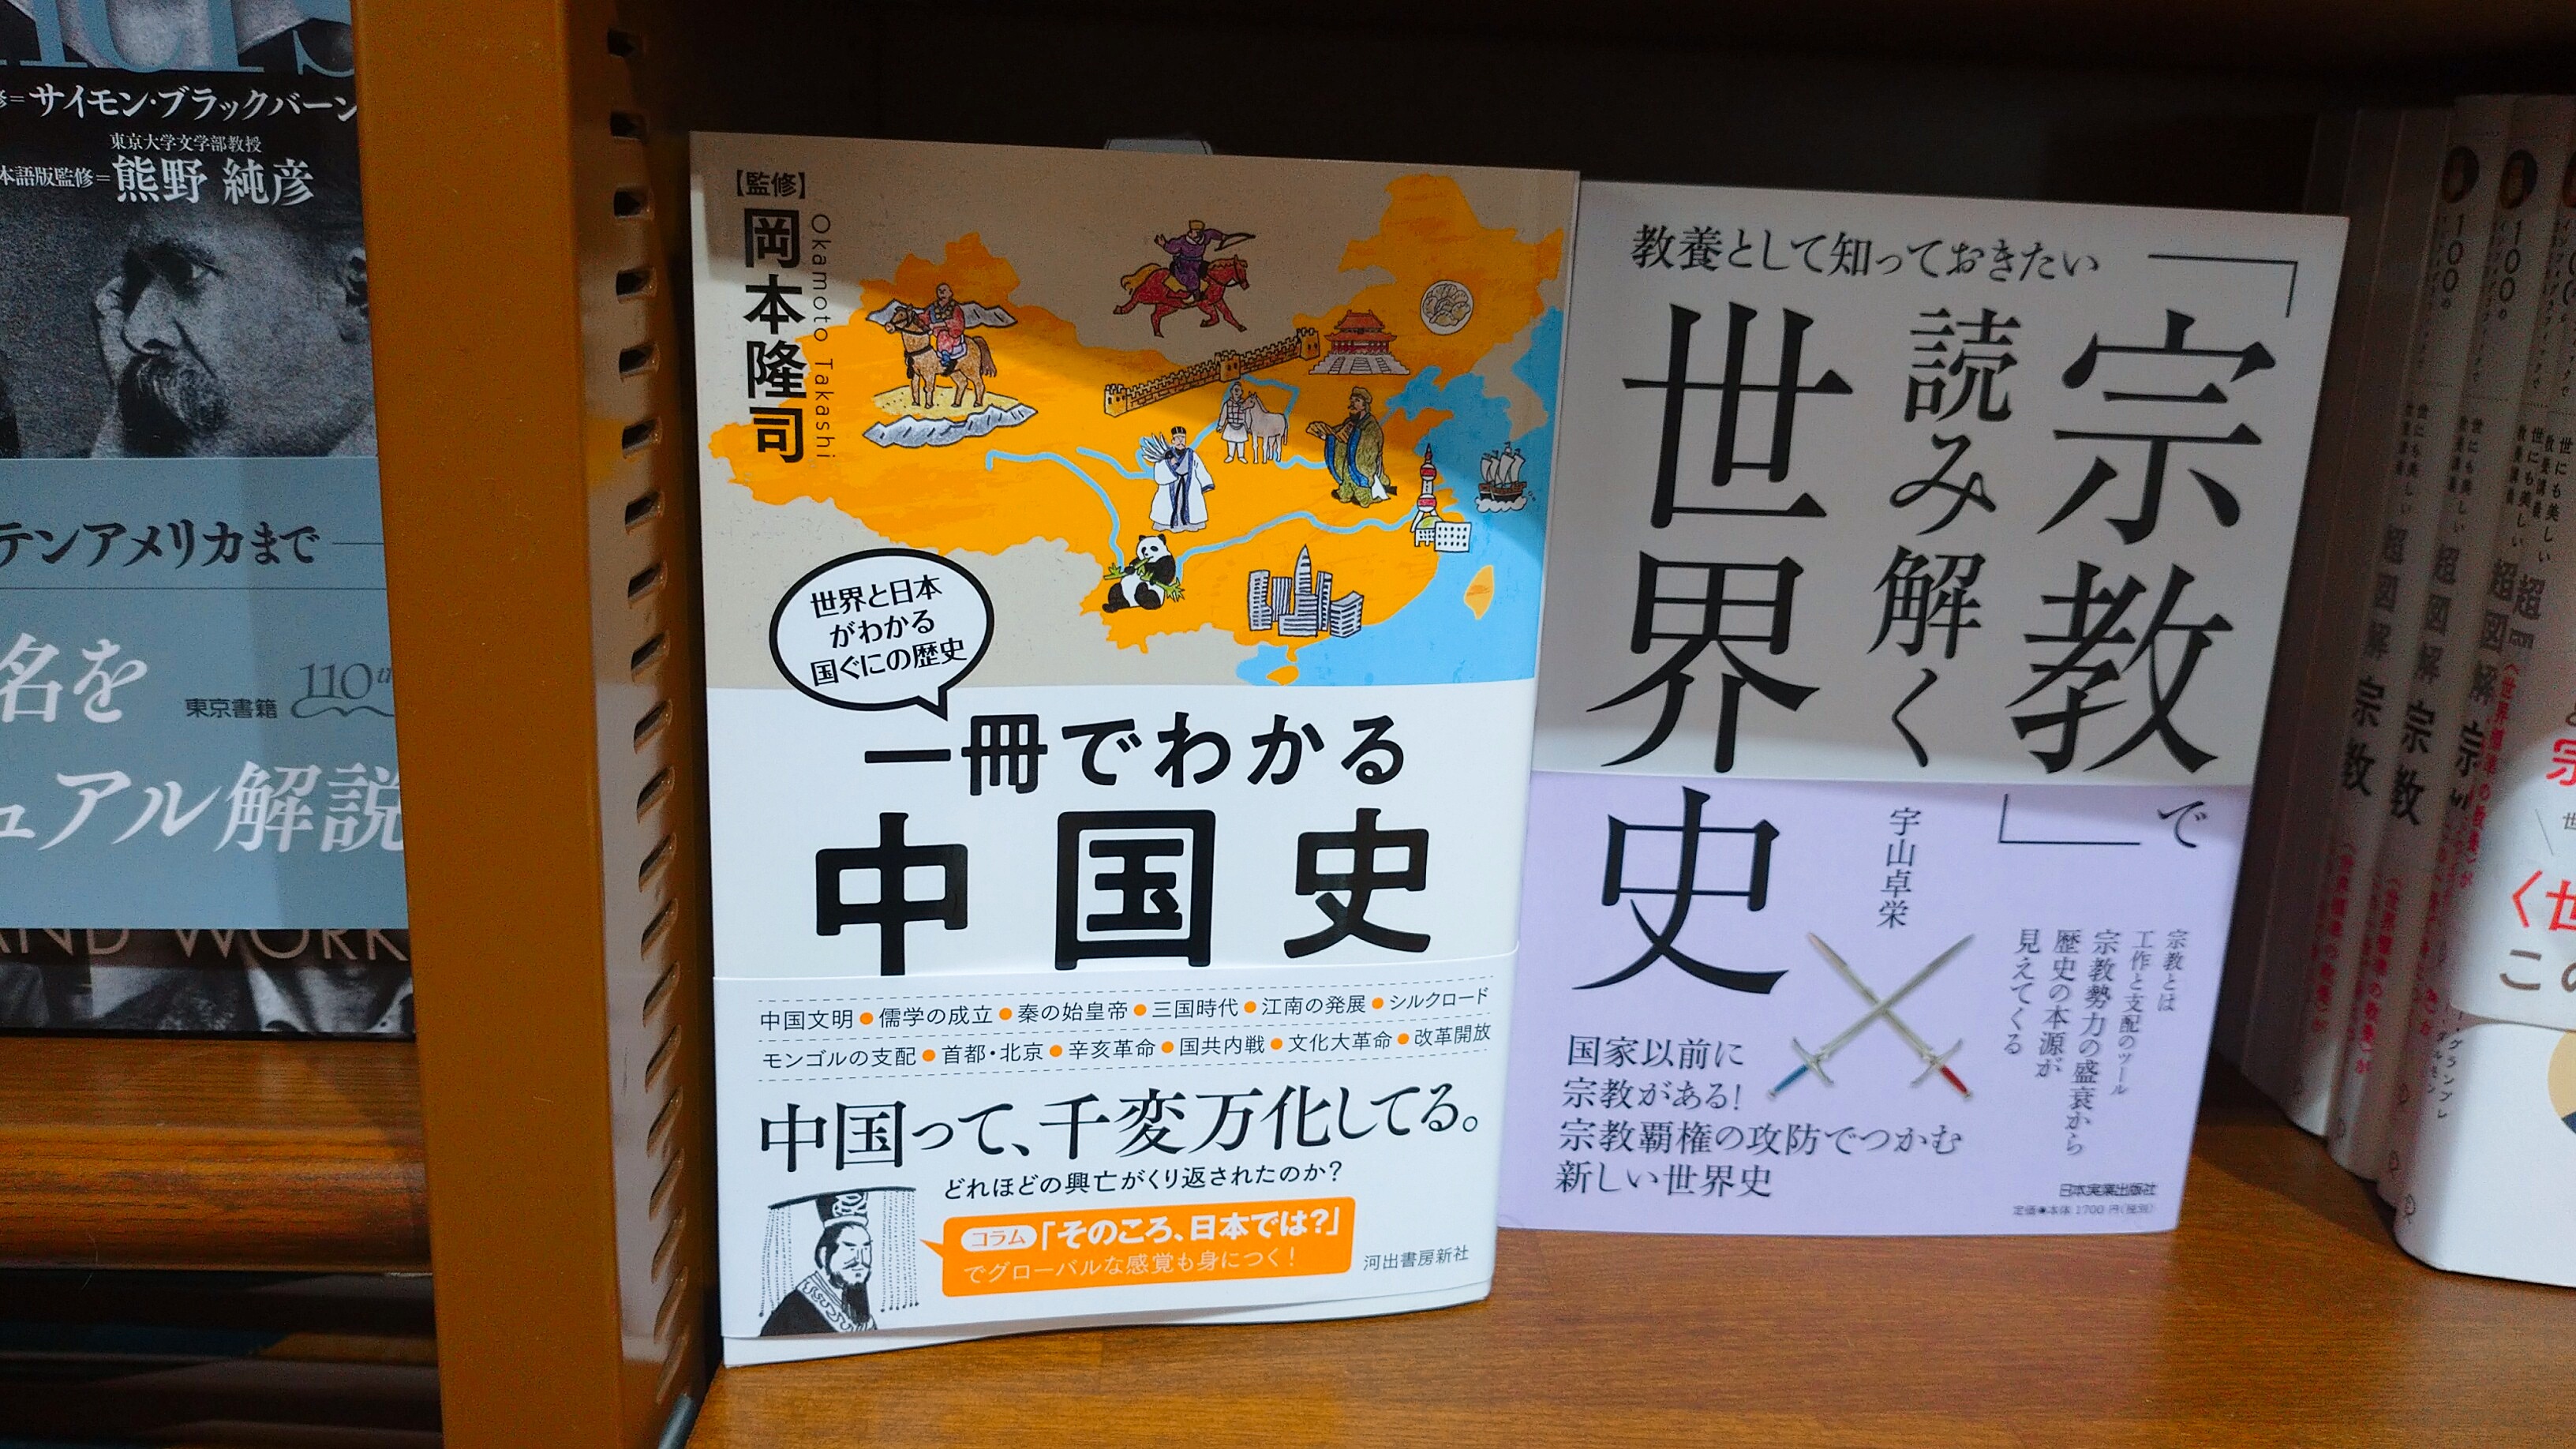 サイモン・ブラックバーン
東京大学文学部教授
本語版監修=熊野 純彦
テンアメリカまで
名を
東京書籍
110th
ュアル解説
AND WORK
【監修】
岡本隆司
Okamoto Takashi
世界と日本
がわかる
国ぐにの歴史
一冊でわかる
中国史
中国文明●儒学の成立●秦の始皇帝●三国時代●江南の発展●シルクロード
モンゴルの支配●首都・北京●辛亥革命●国共内戦●文化大革命●改革開放
中国って、千変万化してる。
どれほどの興亡がくり返されたのか?
コラム「そのころ、日本では?」
でグローバルな感覚も身につく!
河出書房新社
教養として知っておきたい
「宗教」で
読み解く
世界史
宇山卓栄
宗教とは
工作と支配のツール
宗教勢力の盛衰から
歴史の本源が
見えてくる
国家以前に
宗教がある!
宗教覇権の攻防でつかむ
新しい世界史
日本実業出版社
定価●本体1700円(税別)
超図解 宗教
超図解 宗教
超図解 宗